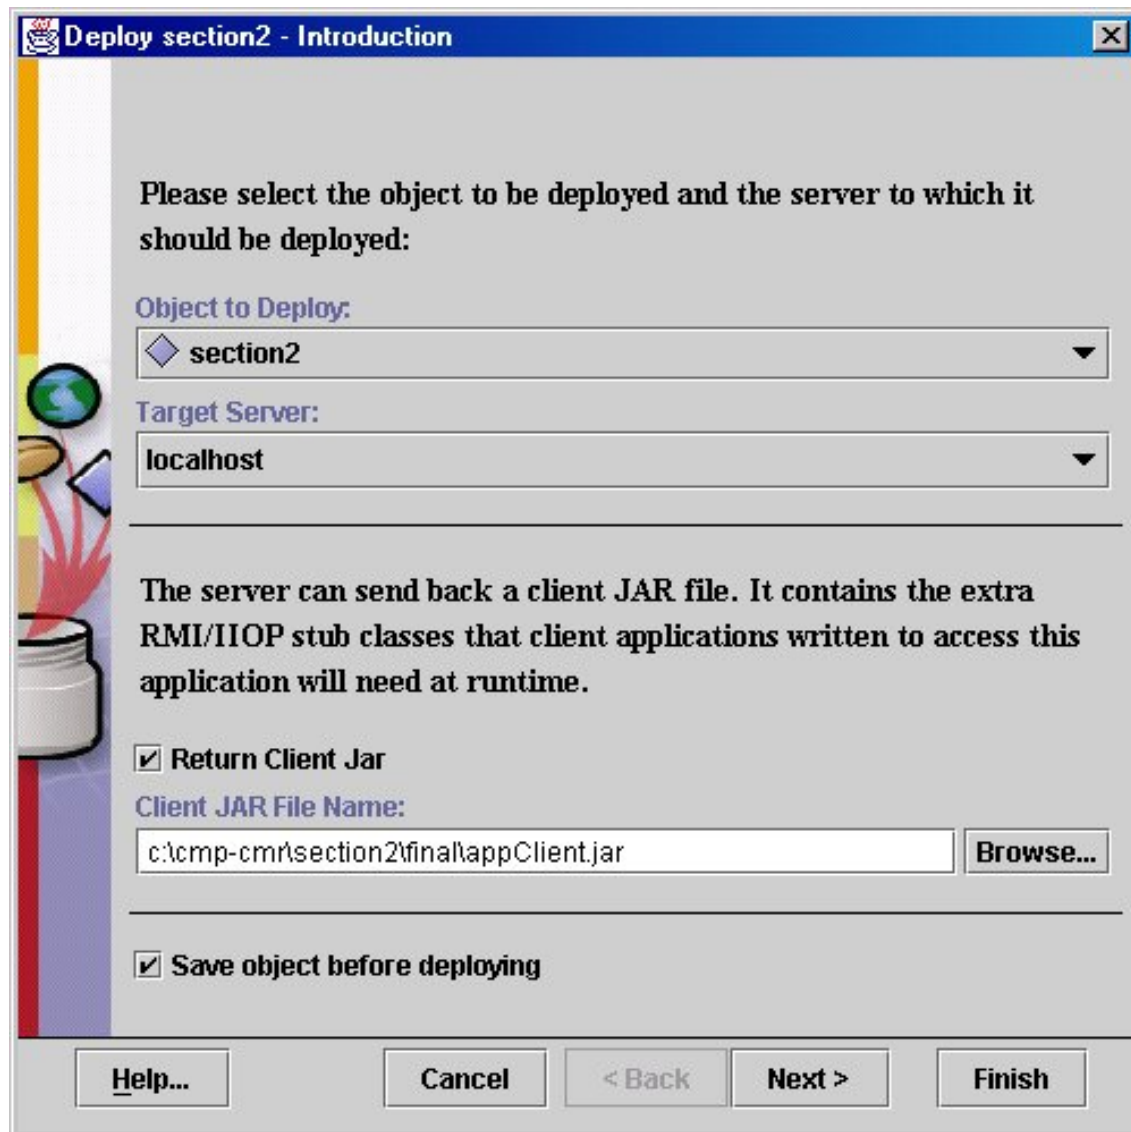 Deploy section2 - Introduction
Please select the object to be deployed and the server to which it
should be deployed:
Object to Deploy:
section2
Target Server:
localhost
The server can send back a client JAR file. It contains the extra
RMI/IIOP stub classes that client applications written to access this
application will need at runtime.
Return Client Jar
Client JAR File Name:
c:\cmp-cmr\section2\final\appClient.jar
Browse...
Save object before deploying
Help...
Cancel
< Back
Next >
Finish